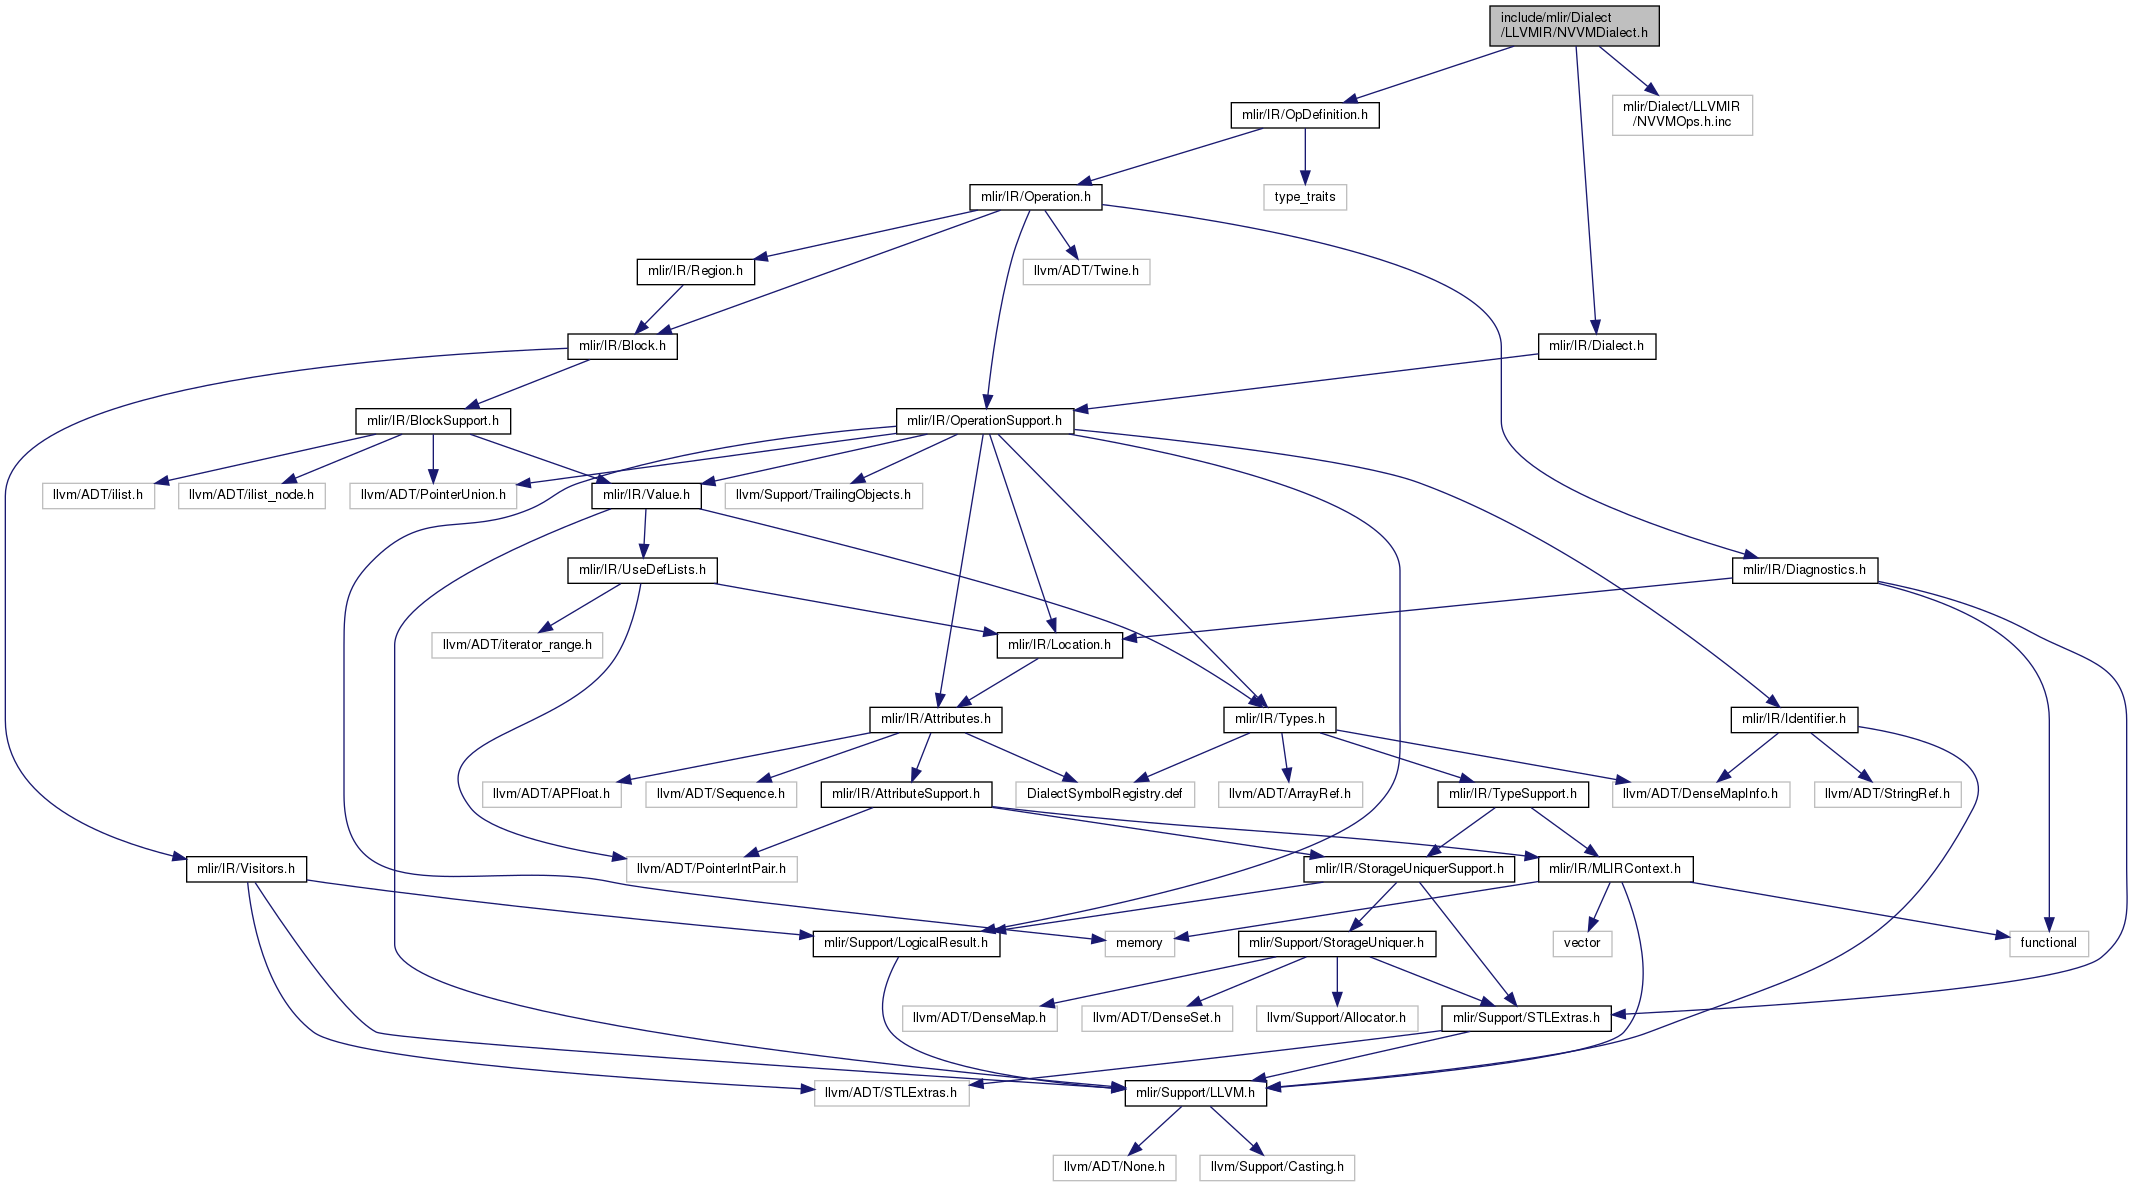 include/mlir/Dialect
/LLVMIR/NVVMDialect.h
mlir/IR/OpDefinition.h
mlir/Dialect/LLVMIR
/NVVMOps.h.inc
mlir/IR/Operation.h
type_traits
mlir/IR/Region.h
llvm/ADT/Twine.h
mlir/IR/Block.h
mlir/IR/Dialect.h
mlir/IR/BlockSupport.h
mlir/IR/OperationSupport.h
llvm/ADT/ilist.h
llvm/ADT/ilist_node.h
llvm/ADT/PointerUnion.h
mlir/IR/Value.h
llvm/Support/TrailingObjects.h
mlir/IR/UseDefLists.h
mlir/IR/Diagnostics.h
llvm/ADT/iterator_range.h
mlir/IR/Location.h
mlir/IR/Attributes.h
mlir/IR/Types.h
mlir/IR/Identifier.h
llvm/ADT/APFloat.h
llvm/ADT/Sequence.h
mlir/IR/AttributeSupport.h
DialectSymbolRegistry.def
llvm/ADT/ArrayRef.h
mlir/IR/TypeSupport.h
llvm/ADT/DenseMapInfo.h
llvm/ADT/StringRef.h
mlir/IR/Visitors.h
llvm/ADT/PointerIntPair.h
mlir/IR/StorageUniquerSupport.h
mlir/IR/MLIRContext.h
mlir/Support/LogicalResult.h
memory
mlir/Support/StorageUniquer.h
vector
functional
llvm/ADT/DenseMap.h
llvm/ADT/DenseSet.h
llvm/Support/Allocator.h
mlir/Support/STLExtras.h
llvm/ADT/STLExtras.h
mlir/Support/LLVM.h
llvm/ADT/None.h
llvm/Support/Casting.h